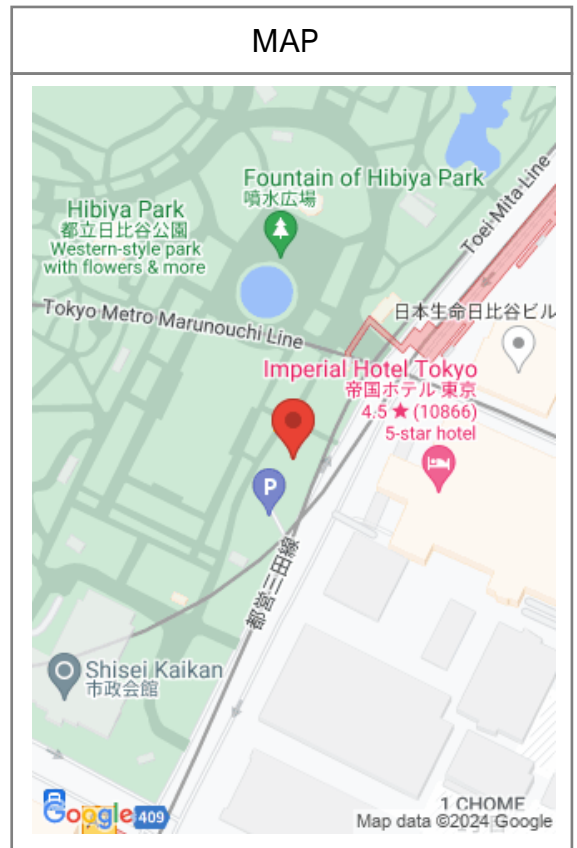 MAP
Fountain of Hibiya Park
噴水広場
Hibiya Park
都立日比谷公園
Western-style park
with flowers & more
Toei Mita Line
Tokyo Metro Marunouchi Line
日本生命日比谷ビル
Imperial Hotel Tokyo
帝国ホテル 東京
4.5 ★ (10866)
5-star hotel
P
都営三田線
Shisei Kaikan
市政会館
1 CHOME
Google
409
Map data ©2024 Google